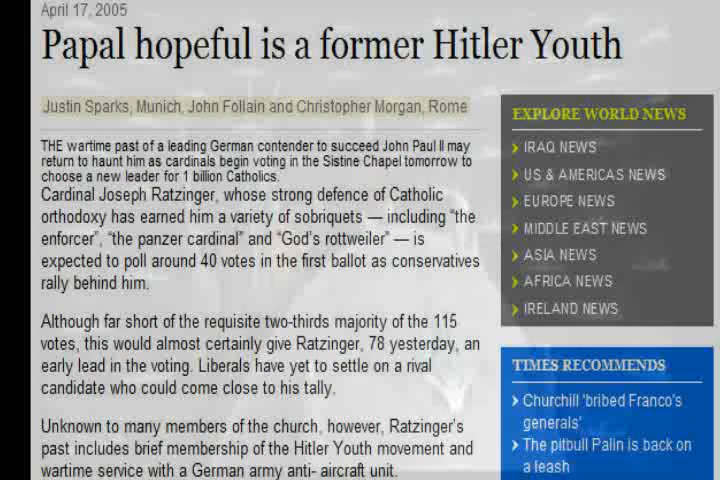 April 17, 2005
Papal hopeful is a former Hitler Youth
Justin Sparks, Munich, John Follain and Christopher Morgan, Rome
THE wartime past of a leading German contender to succeed John Paul II may
return to haunt him as cardinals begin voting in the Sistine Chapel tomorrow to
choose a new leader for 1 billion Catholics.
Cardinal Joseph Ratzinger, whose strong defence of Catholic
orthodoxy has earned him a variety of sobriquets — including “the
enforcer”, “the panzer cardinal” and “God’s rottweiler” — is
expected to poll around 40 votes in the first ballot as conservatives
rally behind him.
Although far short of the requisite two-thirds majority of the 115
votes, this would almost certainly give Ratzinger, 78 yesterday, an
early lead in the voting. Liberals have yet to settle on a rival
candidate who could come close to his tally.
Unknown to many members of the church, however, Ratzinger’s
past includes brief membership of the Hitler Youth movement and
wartime service with a German army anti- aircraft unit.
EXPLORE WORLD NEWS
IRAQ NEWS
US & AMERICAS NEWS
EUROPE NEWS
MIDDLE EAST NEWS
ASIA NEWS
AFRICA NEWS
IRELAND NEWS
TIMES RECOMMENDS
Churchill 'bribed Franco's
generals'
The pitbull Palin is back on
a leash